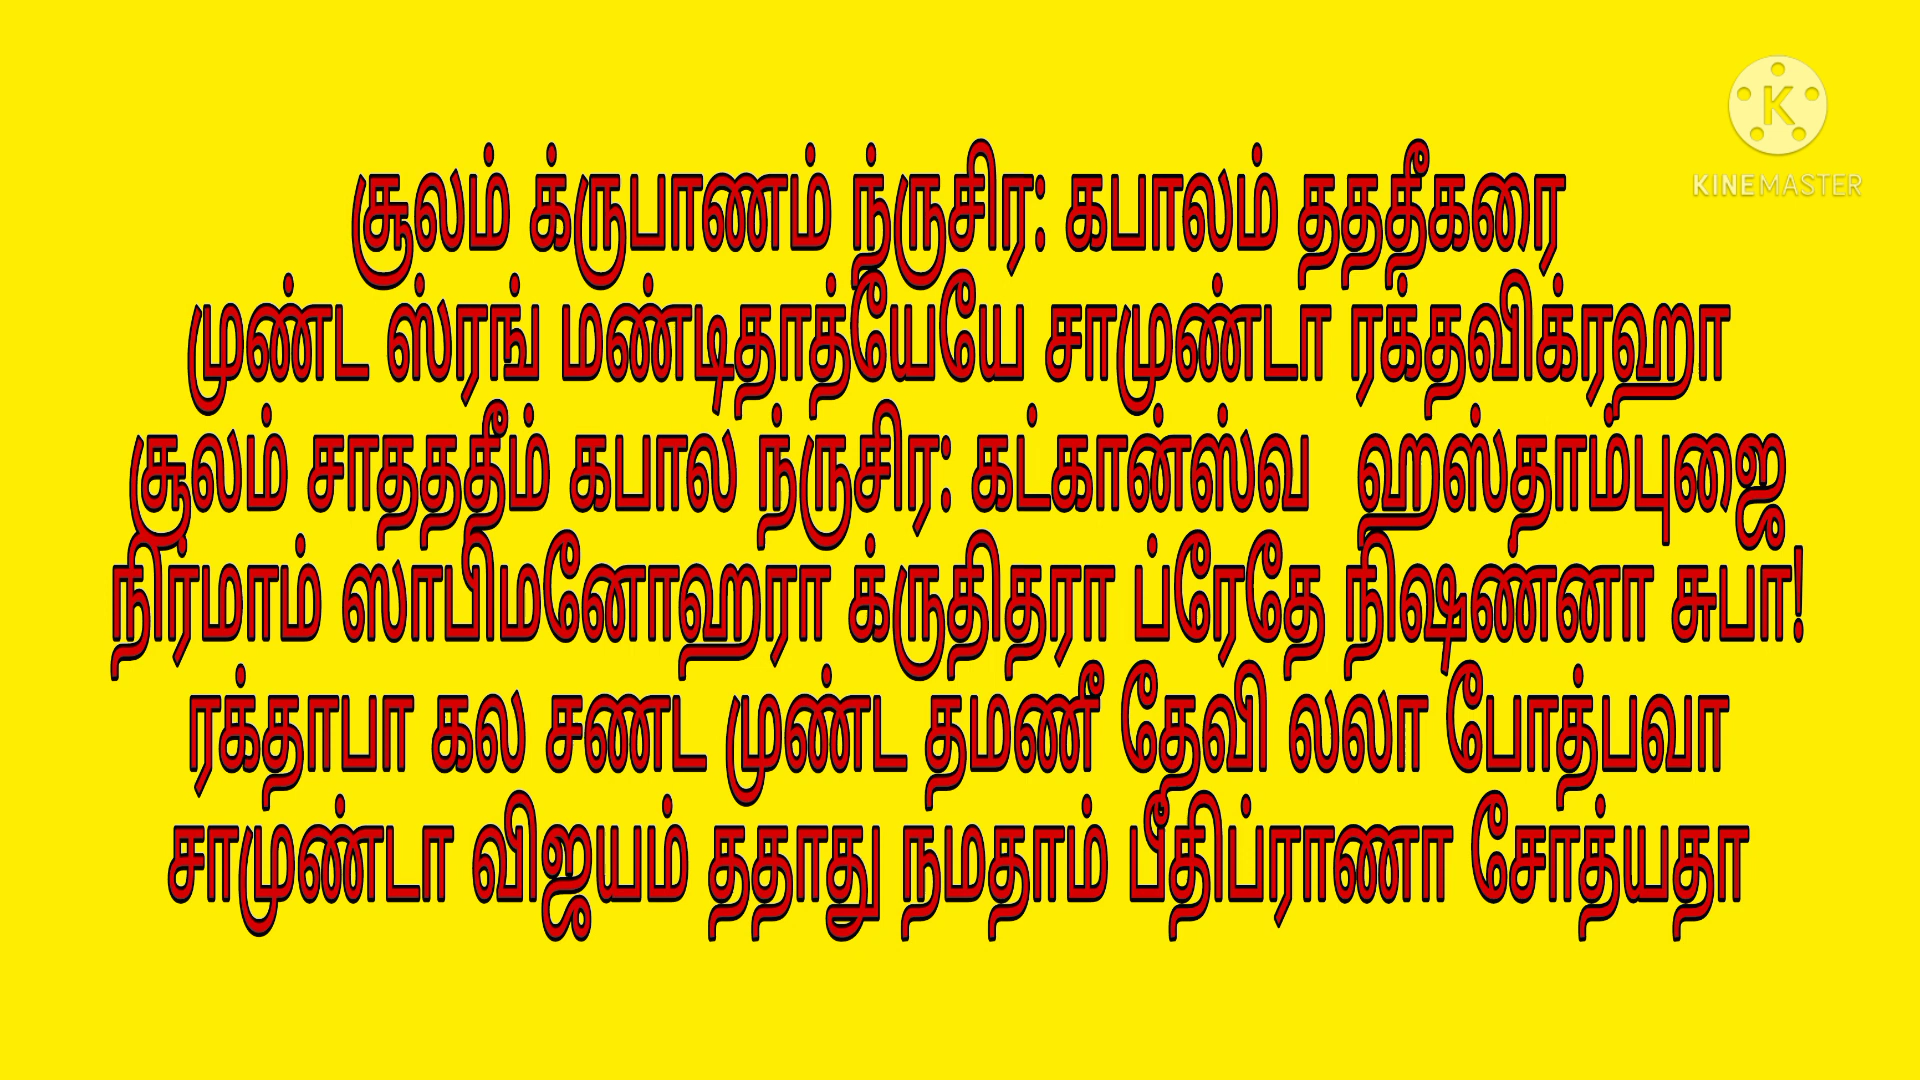 சூலம் க்ருபாணம் ந்ருசிர: கபாலம் தததீகரை
முண்ட ஸ்ரங் மண்டிதாத்யேயே சாமுண்டா ரக்தவிக்ரஹா
சூலம் சாதததீம் கபால ந்ருசிர: கட்கான்ஸ்வ ஹஸ்தாம்புஜை
நிர்மாம் ஸாபிமனோஹரா க்ருதிதரா ப்ரேதே நிஷண்னா சுபா!
ரக்தாபா கல சணட முண்ட தமணீ தேவி லலா போத்பவா
சாமுண்டா விஜயம் ததாது நமதாம் பீதிப்ராணா சோத்யதா
KINEMASTER